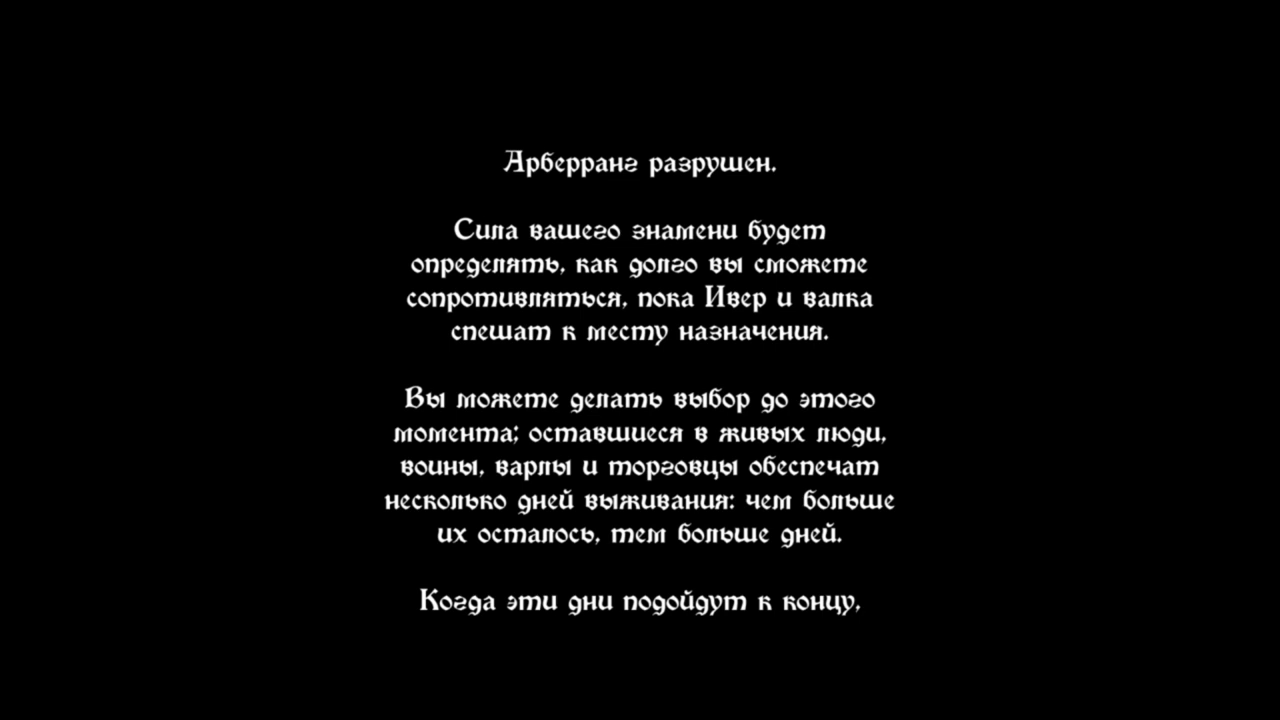 Арберранг разрушен.
Сила вашего знамени будет
определять, как долго вы сможете
сопротивляться, пока Ивер и валка
спешат к месту назначения.
Вы можете делать выбор до этого
момента; оставшиеся в живых люди,
воины, варлы и торговцы обеспечат
несколько дней выживания: чем больше
их осталось, тем больше дней.
Когда эти дни подойдут к концу,